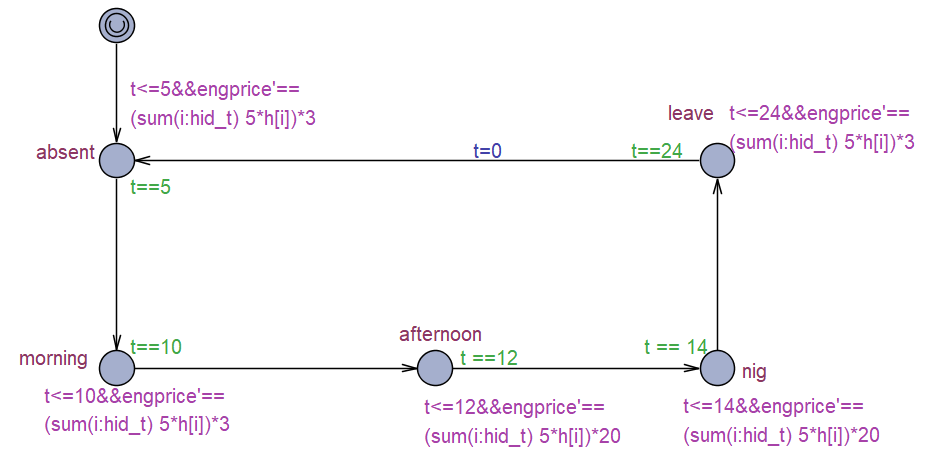 t<=5&&engprice'==
(sum(i:hid_t) 5*h[i])*3
absent
t==5
t=0
t==24
leave
t<=24&&engprice'==
(sum(i:hid_t) 5*h[i])*3
morning
t==10
t<=10&&engprice'==
(sum(i:hid_t) 5*h[i])*3
afternoon
t ==12
t<=12&&engprice'==
(sum(i:hid_t) 5*h[i])*20
t == 14
nig
t<=14&&engprice'==
(sum(i:hid_t) 5*h[i])*20